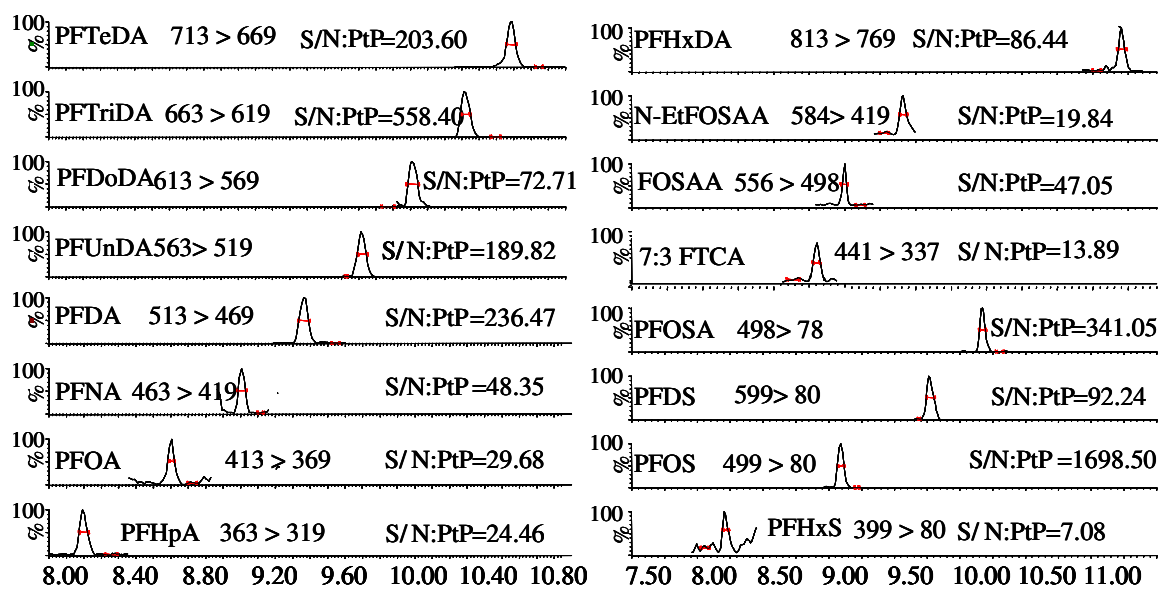 100
%
PFTeDA 713 > 669 S/N:PtP=203.60
100
%
PFTriDA 663 > 619 S/N:PtP=558.40
100
%
PFDoDA613 > 569 S/N:PtP=72.71
100
%
PFUnDA563> 519 S/ N:PtP=189.82
100
%
PFDA 513 > 469 S/N:PtP=236.47
100
%
PFNA 463 > 419 S/N:PtP=48.35
100
%
PFOA 413 > 369 S/ N:PtP=29.68
100
%
PFHpA 363 > 319 S/ N:PtP=24.46
8.00 8.40 8.80 9.20 9.60 10.00 10.40 10.80
100
%
PFHxDA 813 > 769 S/N:PtP=86.44
100
%
N-EtFOSAA 584> 419 S/N:PtP=19.84
100
%
FOSAA 556 > 498 S/N:PtP=47.05
100
%
7:3 FTCA 441 > 337 S/ N:PtP=13.89
100
%
PFOSA 498> 78 S/N:PtP=341.05
100
%
PFDS 599> 80 S/N:PtP=92.24
100
%
PFOS 499 > 80 S/N:PtP =1698.50
100
%
PFHxS 399 > 80 S/ N:PtP=7.08
7.50 8.00 8.50 9.00 9.50 10.00 10.50 11.00